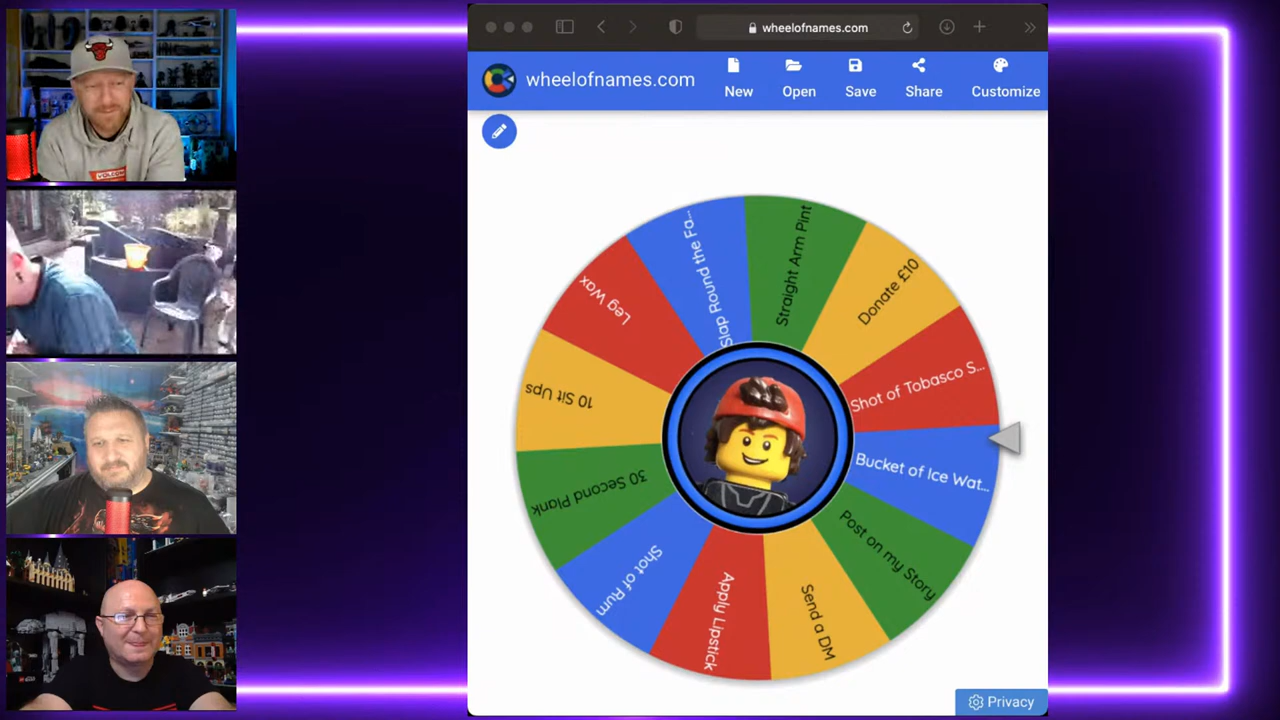 wheelofnames.com
wheelofnames.com
New
Open
Save
Share
Customize
Straight Arm Pint
Donate £10
Shot of Tobasco S...
Bucket of Ice Wat...
Post on my Story
Send a DM
Apply Lipstick
Shot of Rum
30 Second Plank
10 Sit Ups
Leg Wax
Slap Round the Fa...
VOLCOM
Privacy